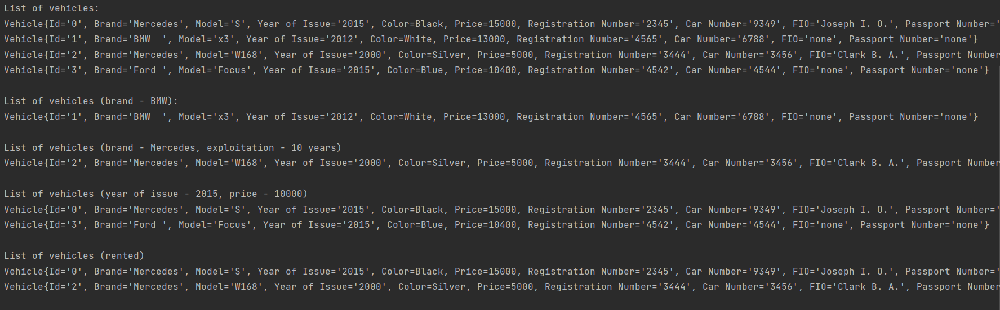 List of vehicles:
Vehicle{Id='0', Brand='Mercedes', Model='S', Year of Issue='2015', Color=Black, Price=15000, Registration Number='2345', Car Number='9349', FIO='Joseph I. O.', Passport Number='
Vehicle{Id='1', Brand='BMW  ', Model='x3', Year of Issue='2012', Color=White, Price=13000, Registration Number='4565', Car Number='6788', FIO='none', Passport Number='none'}
Vehicle{Id='2', Brand='Mercedes', Model='W168', Year of Issue='2000', Color=Silver, Price=5000, Registration Number='3444', Car Number='3456', FIO='Clark B. A.', Passport Number
Vehicle{Id='3', Brand='Ford ', Model='Focus', Year of Issue='2015', Color=Blue, Price=10400, Registration Number='4542', Car Number='4544', FIO='none', Passport Number='none'}
List of vehicles (brand - BMW):
Vehicle{Id='1', Brand='BMW  ', Model='x3', Year of Issue='2012', Color=White, Price=13000, Registration Number='4565', Car Number='6788', FIO='none', Passport Number='none'}
List of vehicles (brand - Mercedes, exploitation - 10 years)
Vehicle{Id='2', Brand='Mercedes', Model='W168', Year of Issue='2000', Color=Silver, Price=5000, Registration Number='3444', Car Number='3456', FIO='Clark B. A.', Passport Number
List of vehicles (year of issue - 2015, price - 10000)
Vehicle{Id='0', Brand='Mercedes', Model='S', Year of Issue='2015', Color=Black, Price=15000, Registration Number='2345', Car Number='9349', FIO='Joseph I. O.', Passport Number='
Vehicle{Id='3', Brand='Ford ', Model='Focus', Year of Issue='2015', Color=Blue, Price=10400, Registration Number='4542', Car Number='4544', FIO='none', Passport Number='none'}
List of vehicles (rented)
Vehicle{Id='0', Brand='Mercedes', Model='S', Year of Issue='2015', Color=Black, Price=15000, Registration Number='2345', Car Number='9349', FIO='Joseph I. O.', Passport Number='
Vehicle{Id='2', Brand='Mercedes', Model='W168', Year of Issue='2000', Color=Silver, Price=5000, Registration Number='3444', Car Number='3456', FIO='Clark B. A.', Passport Number